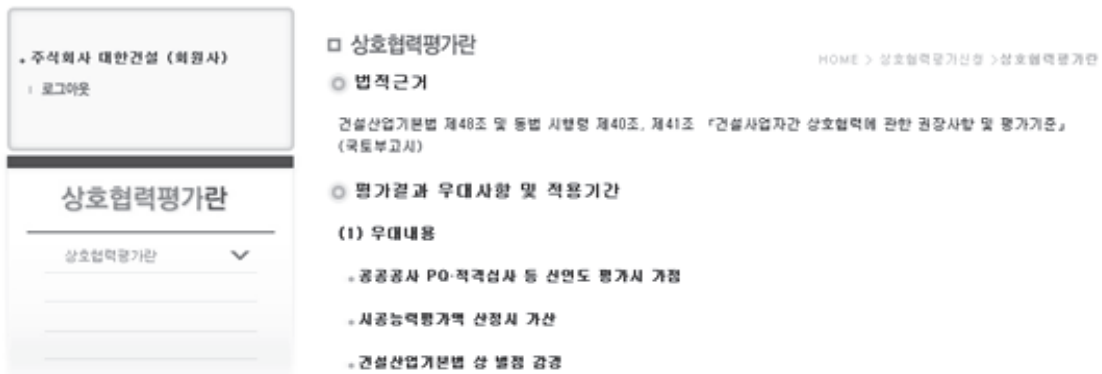 주식회사 대한건설 (회원사)
로그아웃
상호협력평가란
상호협력평가란
상호협력평가란
HOME > 상호협력평가신청 >상호협력평가란
법적근거
건설산업기본법 제48조 및 동법 시행령 제40조, 제41조 『건설사업자간 상호협력에 관한 권장사항 및 평가기준』
(국토부고시)
평가결과 우대사항 및 적용기간
(1) 우대내용
공공공사 PQ·적격심사 등 신인도 평가시 가점
시공능력평가액 산정시 가산
건설산업기본법 상 벌점 감경